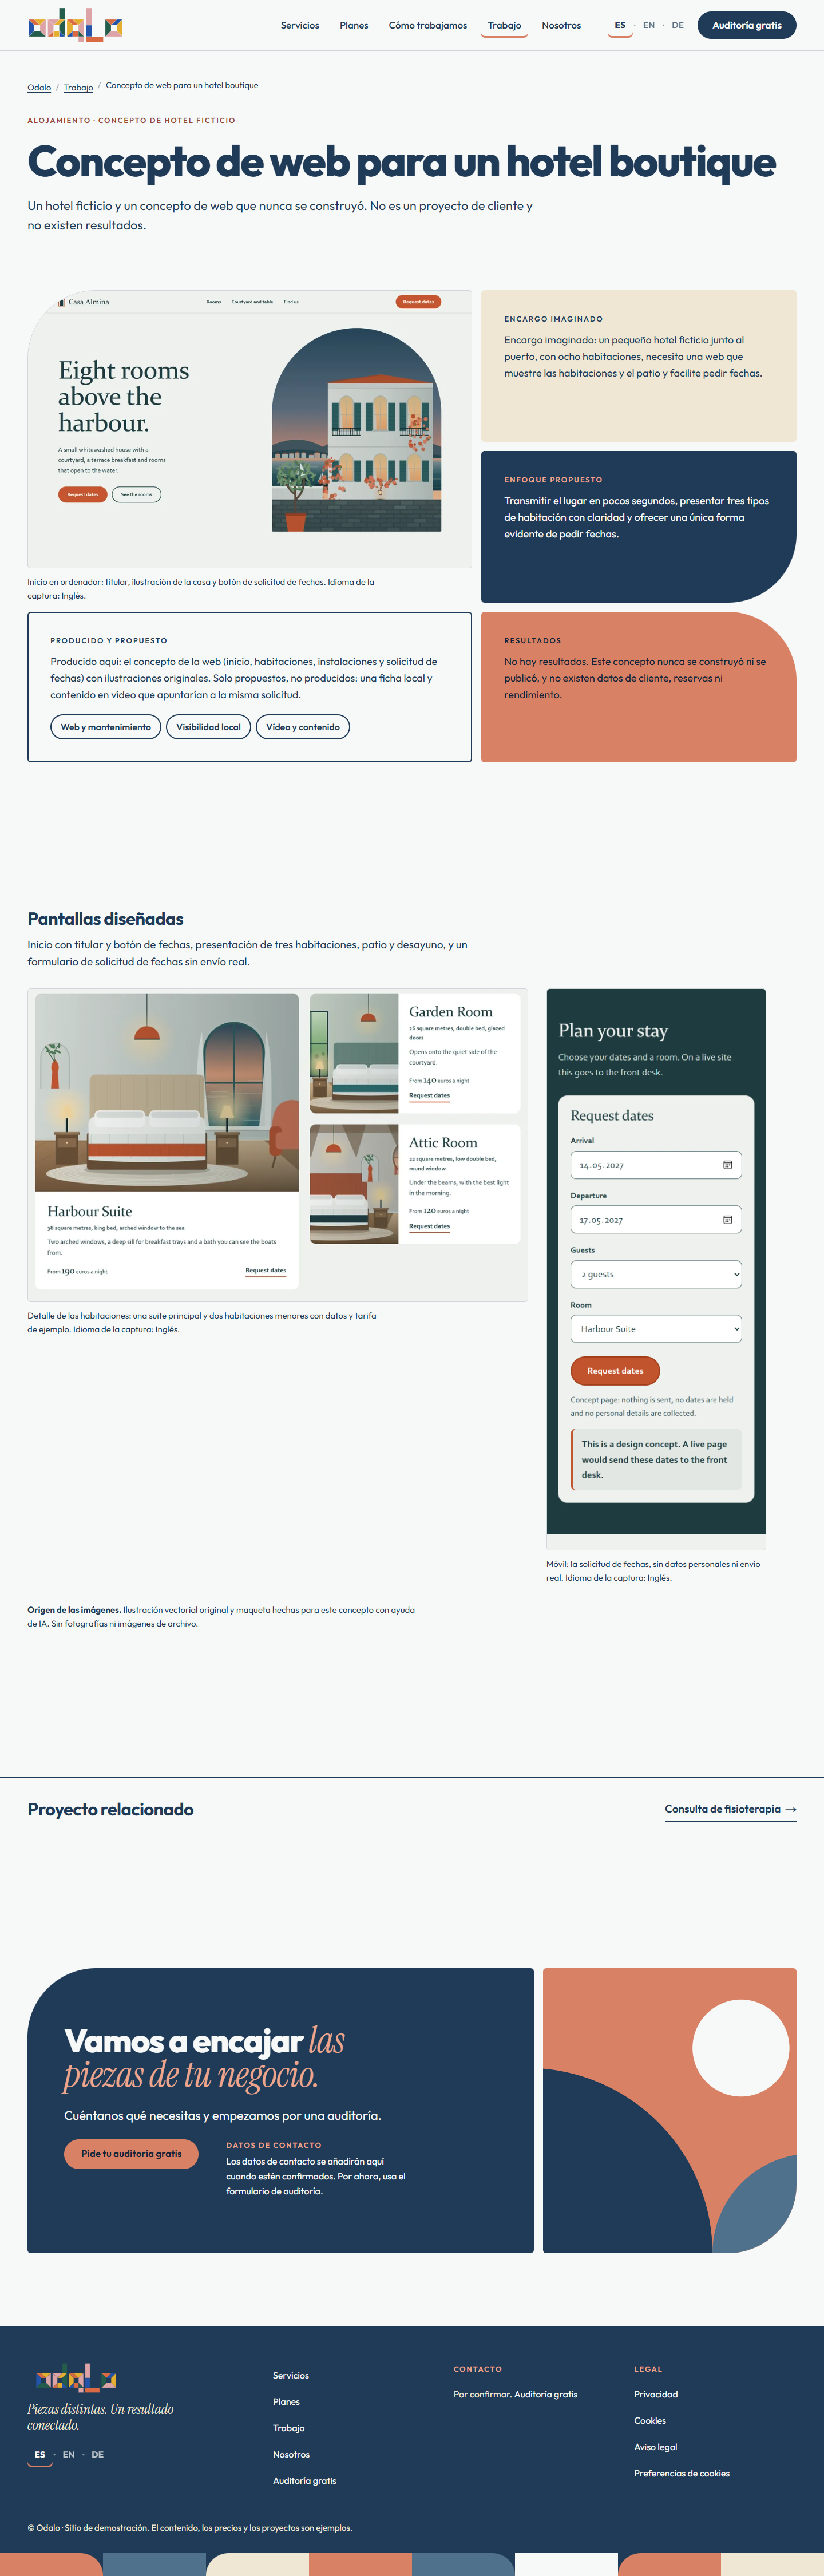 odaLo
Servicios
Planes
Cómo trabajamos
Trabajo
Nosotros
ES · EN · DE
Auditoría gratis
Odalo / Trabajo / Concepto de web para un hotel boutique
ALOJAMIENTO · CONCEPTO DE HOTEL FICTICIO
Concepto de web para un hotel boutique
Un hotel ficticio y un concepto de web que nunca se construyó. No es un proyecto de cliente y
no existen resultados.
Casa Almina
Rooms
Courtyard and table
Find us
Request dates
Eight rooms
above the
harbour.
A small whitewashed house with a
courtyard, a terrace breakfast and rooms
that open to the water.
Request dates
See the rooms
Inicio en ordenador: titular, ilustración de la casa y botón de solicitud de fechas. Idioma de la
captura: Inglés.
ENCARGO IMAGINADO
Encargo imaginado: un pequeño hotel ficticio junto al
puerto, con ocho habitaciones, necesita una web que
muestre las habitaciones y el patio y facilite pedir fechas.
ENFOQUE PROPUESTO
Transmitir el lugar en pocos segundos, presentar tres tipos
de habitación con claridad y ofrecer una única forma
evidente de pedir fechas.
PRODUCIDO Y PROPUESTO
Producido aquí: el concepto de la web (inicio, habitaciones, instalaciones y solicitud de
fechas) con ilustraciones originales. Solo propuestos, no producidos: una ficha local y
contenido en vídeo que apuntarían a la misma solicitud.
Web y mantenimiento
Visibilidad local
Vídeo y contenido
RESULTADOS
No hay resultados. Este concepto nunca se construyó ni se
publicó, y no existen datos de cliente, reservas ni
rendimiento.
Pantallas diseñadas
Inicio con titular y botón de fechas, presentación de tres habitaciones, patio y desayuno, y un
formulario de solicitud de fechas sin envío real.
Harbour Suite
38 square metres, king bed, arched window to the sea
Two arched windows, a deep sill for breakfast trays and a bath you can see the boats
from.
From 190 euros a night
Request dates
Garden Room
26 square metres, double bed, glazed
doors
Opens onto the quiet side of the
courtyard.
From 140 euros a night
Request dates
Attic Room
22 square metres, low double bed,
round window
Under the beams, with the best light
in the morning.
From 120 euros a night
Request dates
Detalle de las habitaciones: una suite principal y dos habitaciones menores con datos y tarifa
de ejemplo. Idioma de la captura: Inglés.
Plan your stay
Choose your dates and a room. On a live site
this goes to the front desk.
Request dates
Arrival
14.05.2027
Departure
17.05.2027
Guests
2 guests
Room
Harbour Suite
Request dates
Concept page: nothing is sent, no dates are held
and no personal details are collected.
This is a design concept. A live page
would send these dates to the front
desk.
Móvil: la solicitud de fechas, sin datos personales ni envío
real. Idioma de la captura: Inglés.
Origen de las imágenes. Ilustración vectorial original y maqueta hechas para este concepto con ayuda
de IA. Sin fotografías ni imágenes de archivo.
Proyecto relacionado
Consulta de fisioterapia →
Vamos a encajar las
piezas de tu negocio.
Cuéntanos qué necesitas y empezamos por una auditoría.
Pide tu auditoría gratis
DATOS DE CONTACTO
Los datos de contacto se añadirán aquí
cuando estén confirmados. Por ahora, usa el
formulario de auditoría.
odaLo
Piezas distintas. Un resultado
conectado.
ES · EN · DE
Servicios
Planes
Trabajo
Nosotros
Auditoría gratis
CONTACTO
Por confirmar. Auditoría gratis
LEGAL
Privacidad
Cookies
Aviso legal
Preferencias de cookies
© Odalo · Sitio de demostración. El contenido, los precios y los proyectos son ejemplos.